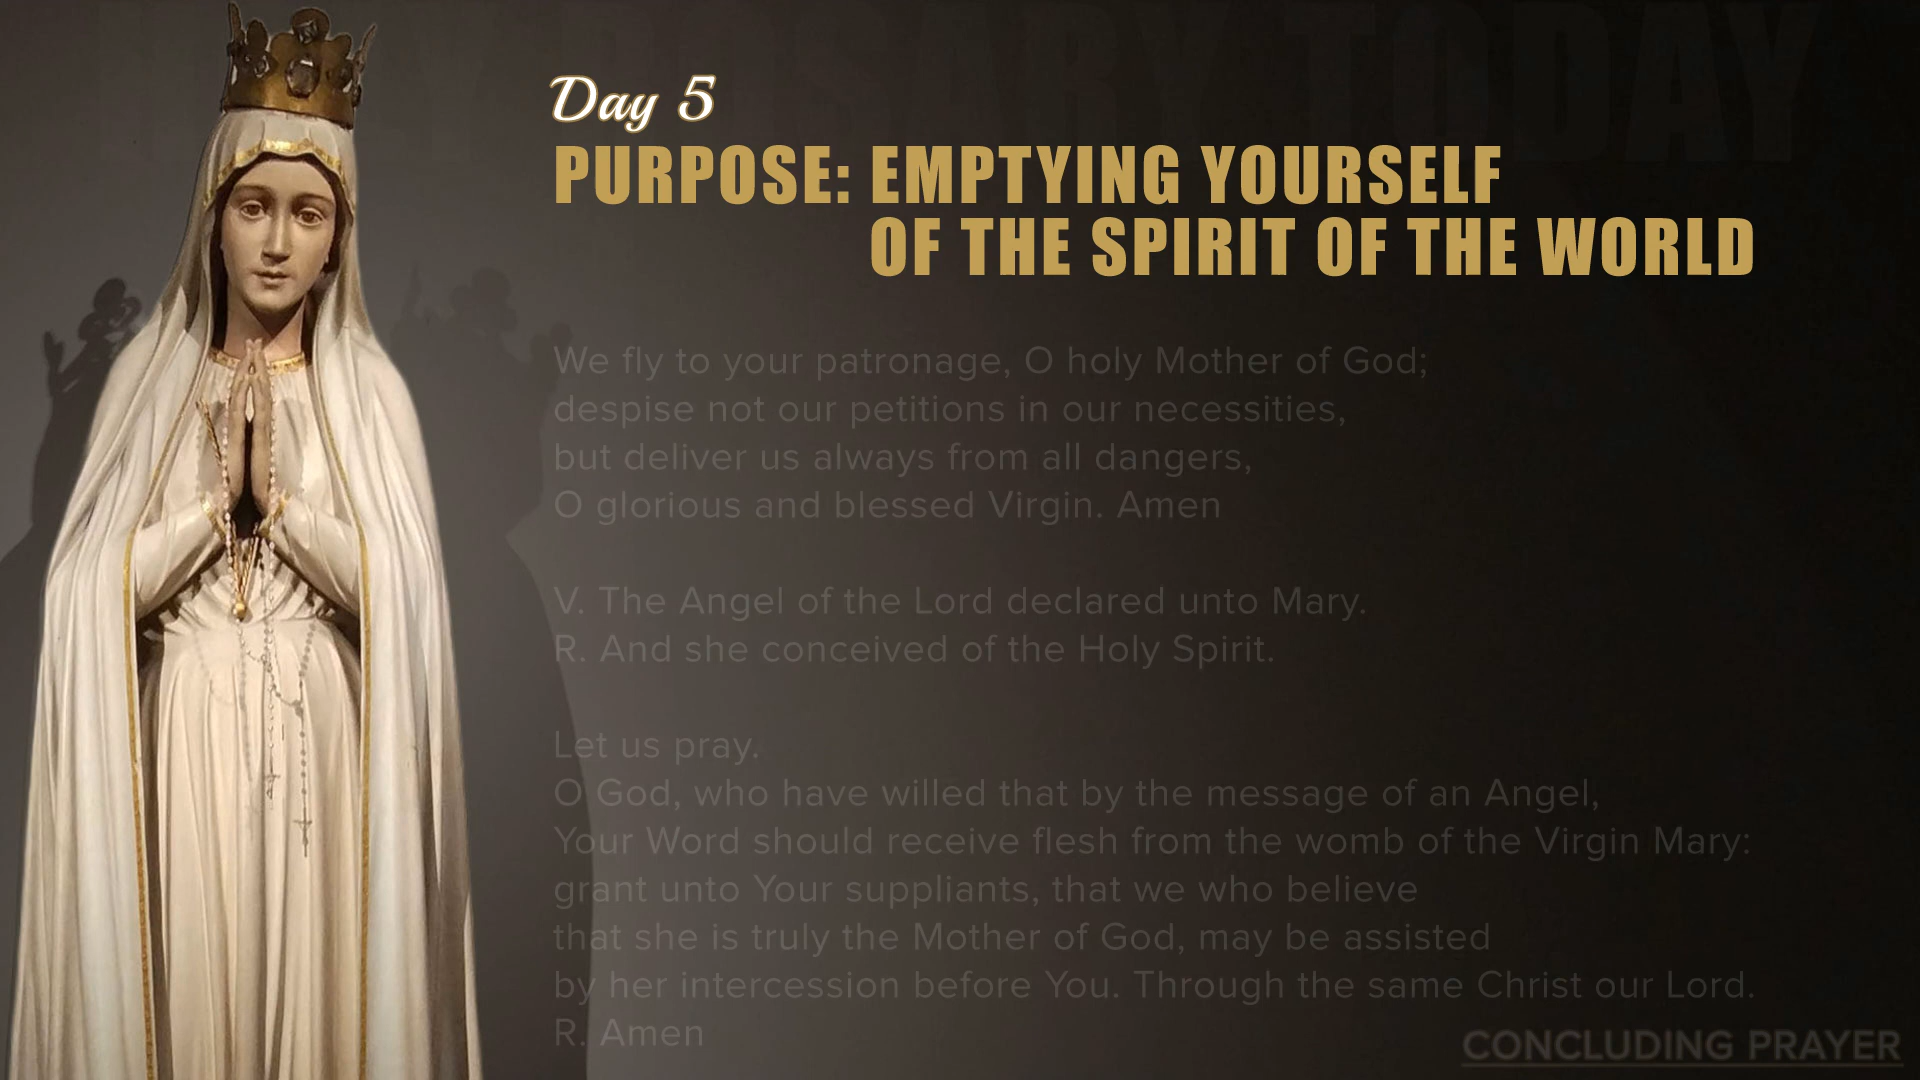 HOLY ROSARY TODAY
Day 5
PURPOSE: EMPTYING YOURSELF
OF THE SPIRIT OF THE WORLD
We fly to your patronage, O holy Mother of God;
despise not our petitions in our necessities,
but deliver us always from all dangers,
O glorious and blessed Virgin. Amen
V. The Angel of the Lord declared unto Mary.
R. And she conceived of the Holy Spirit.
Let us pray.
O God, who have willed that by the message of an Angel,
Your Word should receive flesh from the womb of the Virgin Mary:
grant unto Your suppliants, that we who believe
that she is truly the Mother of God, may be assisted
by her intercession before You. Through the same Christ our Lord.
R. Amen
CONCLUDING PRAYER